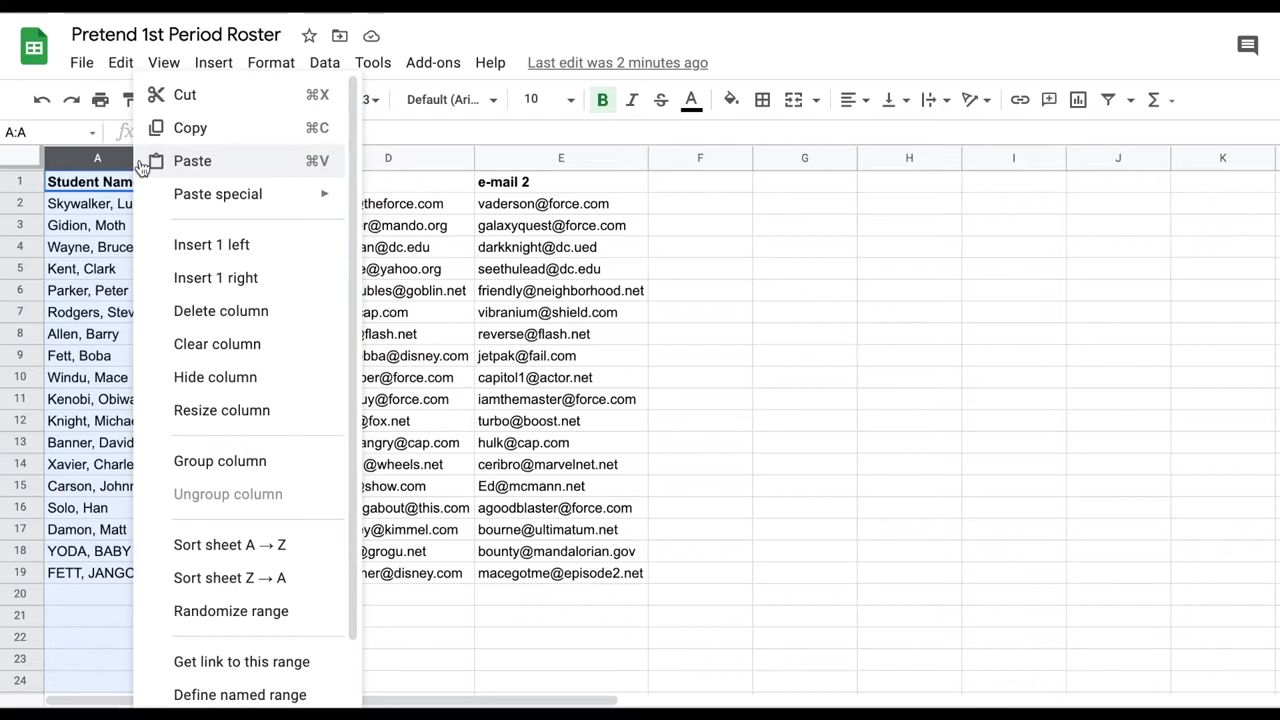 Pretend 1st Period Roster
File Edit View Insert Format Data Tools Add-ons Help Last edit was 2 minutes ago
3 Default (Ari... 10 B I S A Σ
A:A fx
Cut ⌘X
Copy ⌘C
Paste ⌘V
Paste special
Insert 1 left
Insert 1 right
Delete column
Clear column
Hide column
Resize column
Group column
Ungroup column
Sort sheet A → Z
Sort sheet Z → A
Randomize range
Get link to this range
Define named range
A D E F G H I J K
1 Student Nam e-mail 2
2 Skywalker, Lu theforce.com vaderson@force.com
3 Gidion, Moth r@mando.org galaxyquest@force.com
4 Wayne, Bruce an@dc.edu darkknight@dc.ued
5 Kent, Clark e@yahoo.org seethulead@dc.edu
6 Parker, Peter ubles@goblin.net friendly@neighborhood.net
7 Rodgers, Stev cap.com vibranium@shield.com
8 Allen, Barry flash.net reverse@flash.net
9 Fett, Boba bba@disney.com jetpak@fail.com
10 Windu, Mace per@force.com capitol1@actor.net
11 Kenobi, Obiwa uy@force.com iamthemaster@force.com
12 Knight, Michae @fox.net turbo@boost.net
13 Banner, David angry@cap.com hulk@cap.com
14 Xavier, Charle @wheels.net ceribro@marvelnet.net
15 Carson, Johnn show.com Ed@mcmann.net
16 Solo, Han gabout@this.com agoodblaster@force.com
17 Damon, Matt y@kimmel.com bourne@ultimatum.net
18 YODA, BABY @grogu.net bounty@mandalorian.gov
19 FETT, JANGO ner@disney.com macegotme@episode2.net
20
21
22
23
24